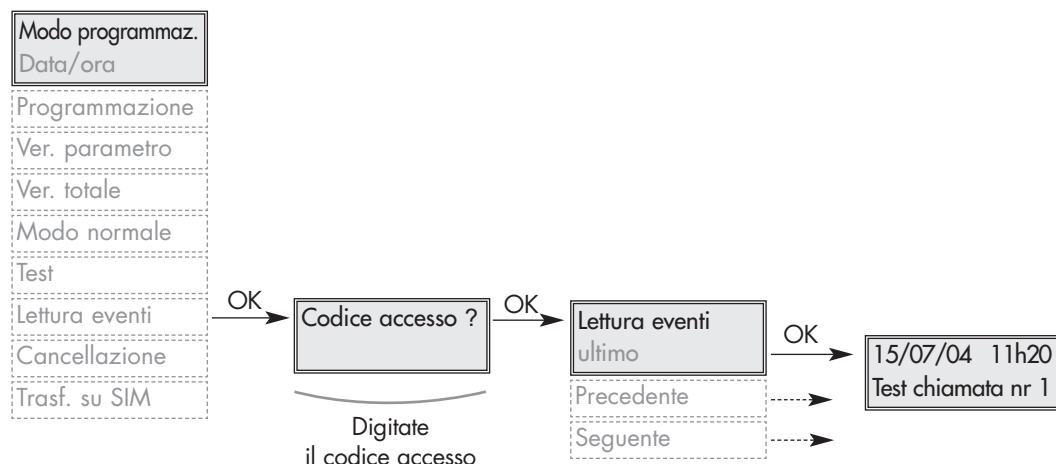 Modo programmaz.
Data/ora
Programmazione
Ver. parametro
Ver. totale
Modo normale
Test
Lettura eventi
Cancellazione
Trasf. su SIM
OK
Codice accesso ?
Digitate
il codice accesso
OK
Lettura eventi
ultimo
Precedente
Seguente
OK
15/07/04 11h20
Test chiamata nr 1